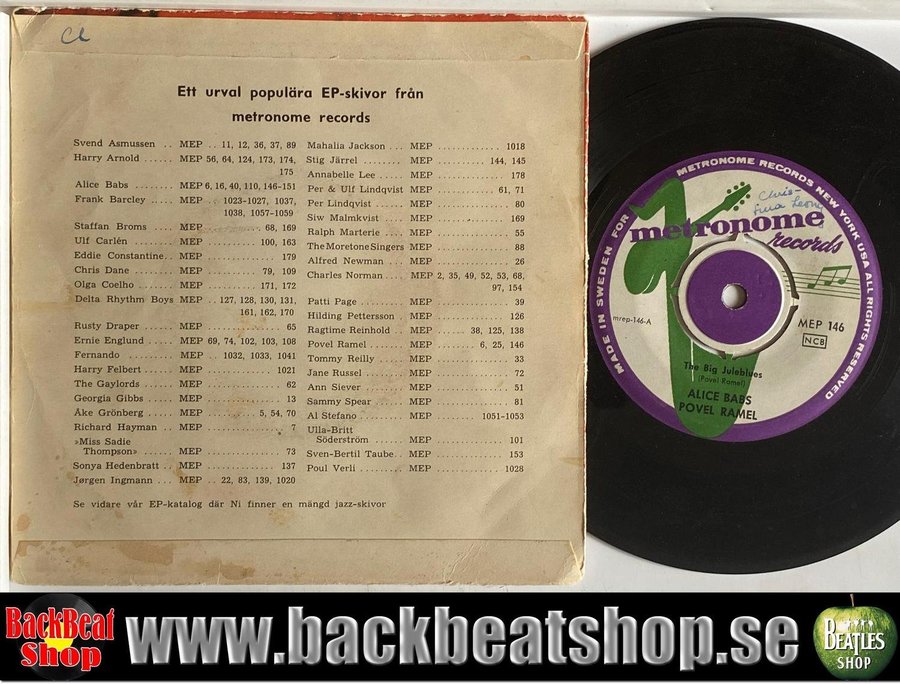 CL
Ett urval populära EP-skivor från
metronome records
Svend Asmussen .. MEP .. 11, 12, 36, 37, 89
Harry Arnold ...... MEP 56, 64, 124, 173, 174,
175
Alice Babs ........ MEP 6, 16, 40, 110, 146-151
Frank Barcley ..... MEP .. 1023-1027, 1037,
1038, 1057-1059
Staffan Broms ..... MEP ............ 68, 169
Ulf Carlén ........ MEP ........... 100, 163
Eddie Constantine.. MEP ............... 179
Chris Dane ........ MEP ............ 79, 109
Olga Coelho ....... MEP ........... 171, 172
Delta Rhythm Boys MEP .. 127, 128, 130, 131,
161, 162, 170
Rusty Draper ...... MEP ................ 65
Ernie Englund ..... MEP 69, 74, 102, 103, 108
Fernando .......... MEP .. 1032, 1033, 1041
Harry Felbert ..... MEP .............. 1021
The Gaylords ...... MEP ................ 62
Georgia Gibbs ..... MEP ................ 13
Åke Grönberg ...... MEP .......... 5, 54, 70
Richard Hayman .. MEP ................. 7
»Miss Sadie
Thompson» ...... MEP ................ 73
Sonya Hedenbratt .. MEP ............... 137
Jørgen Ingmann ... MEP .. 22, 83, 139, 1020
Mahalia Jackson ... MEP .............. 1018
Stig Järrel ........ MEP ........... 144, 145
Annabelle Lee ..... MEP ............... 178
Per & Ulf Lindqvist MEP ............. 61, 71
Per Lindqvist ..... MEP ................ 80
Siw Malmkvist ..... MEP ............... 169
Ralph Marterie .... MEP ................ 55
The Moretone Singers MEP ................ 88
Alfred Newman .... MEP ................ 26
Charles Norman ... MEP 2, 35, 49, 52, 53, 68,
97, 154
Patti Page ......... MEP ................ 39
Hilding Pettersson . MEP ............... 126
Ragtime Reinhold .. MEP ....... 38, 125, 138
Povel Ramel ....... MEP ......... 6, 25, 146
Tommy Reilly ...... MEP ................ 33
Jane Russel ....... MEP ................ 72
Ann Siever ........ MEP ................ 51
Sammy Spear ...... MEP ................ 81
Al Stefano ......... MEP ......... 1051-1053
Ulla-Britt
Söderström ...... MEP ............... 101
Sven-Bertil Taube.. MEP ............... 153
Poul Verli ......... MEP .............. 1028
Se vidare vår EP-katalog där Ni finner en mängd jazz-skivor
MADE IN SWEDEN FOR METRONOME RECORDS NEW YORK USA ALL RIGHTS RESERVED
metronome
records
mrep-146-A
MEP 146
NCB
The Big Juleblues
(Povel Ramel)
ALICE BABS
POVEL RAMEL
BackBeat
Shop
www.backbeatshop.se
BEATLES
SHOP